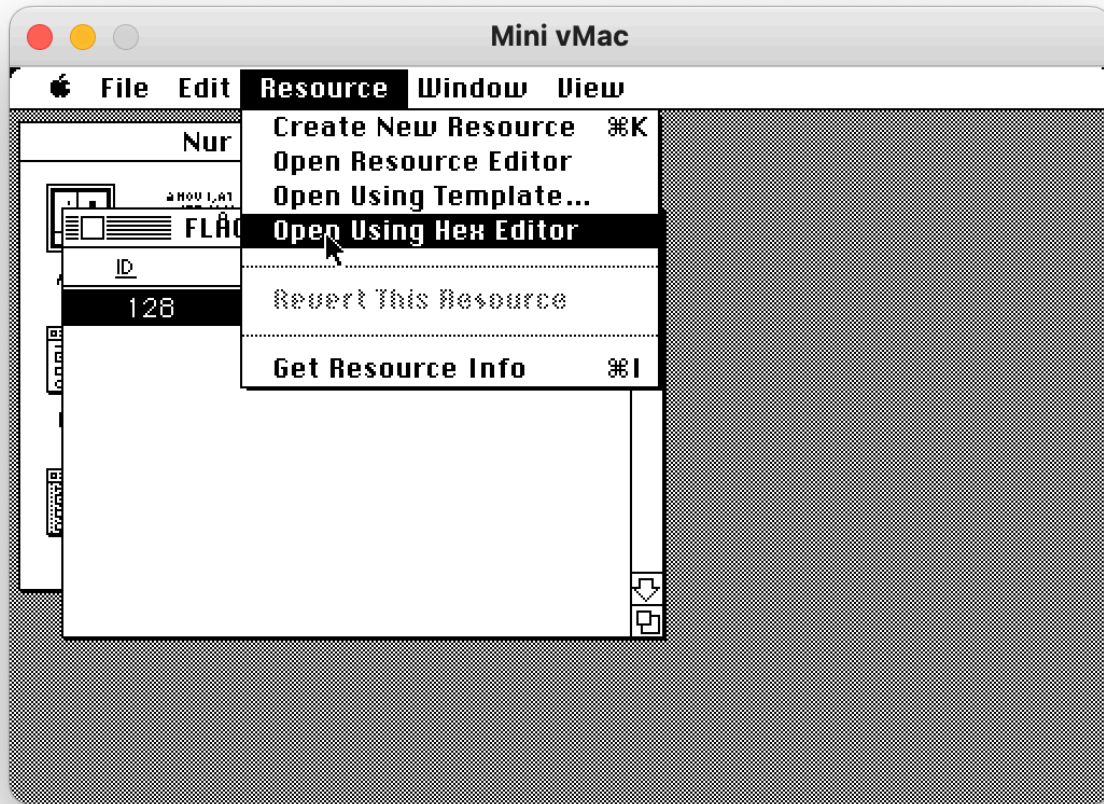 Mini vMac
File Edit Resource Window View
Nur
Create New Resource ⌘K
Open Resource Editor
Open Using Template...
Open Using Hex Editor
Revert This Resource
Get Resource Info ⌘I
ID
128